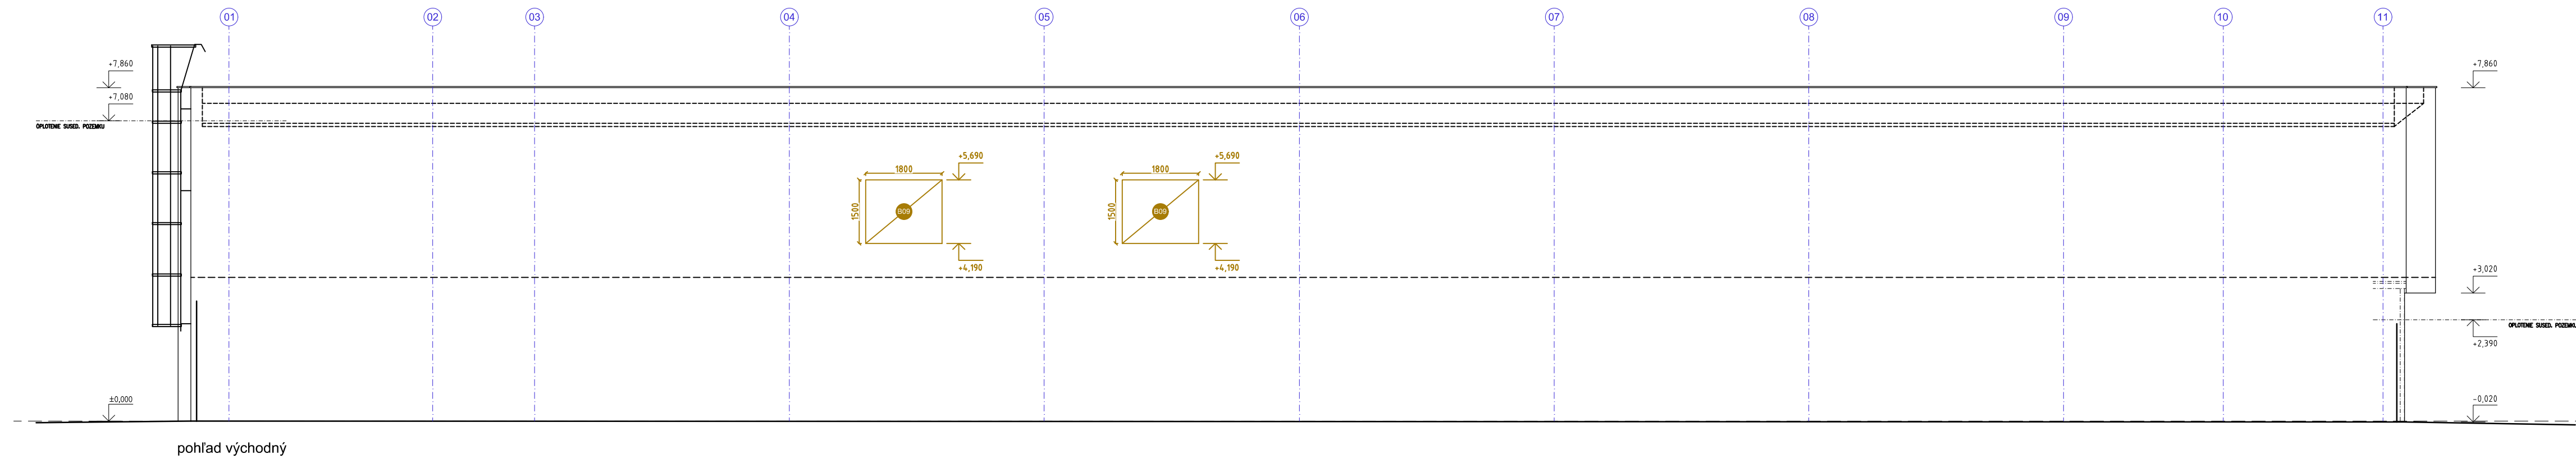 01 02 03 04 05 06 07 08 09 10 11
+7,860 +7,860
+7,080
OPLOTENIE SUSED. POZEMKU
+5,690 +5,690
1800 1800
1500 B09 1500 B09
+4,190 +4,190
+3,020
OPLOTENIE SUSED. POZEMKU
+2,390
±0,000 -0,020
pohľad východný